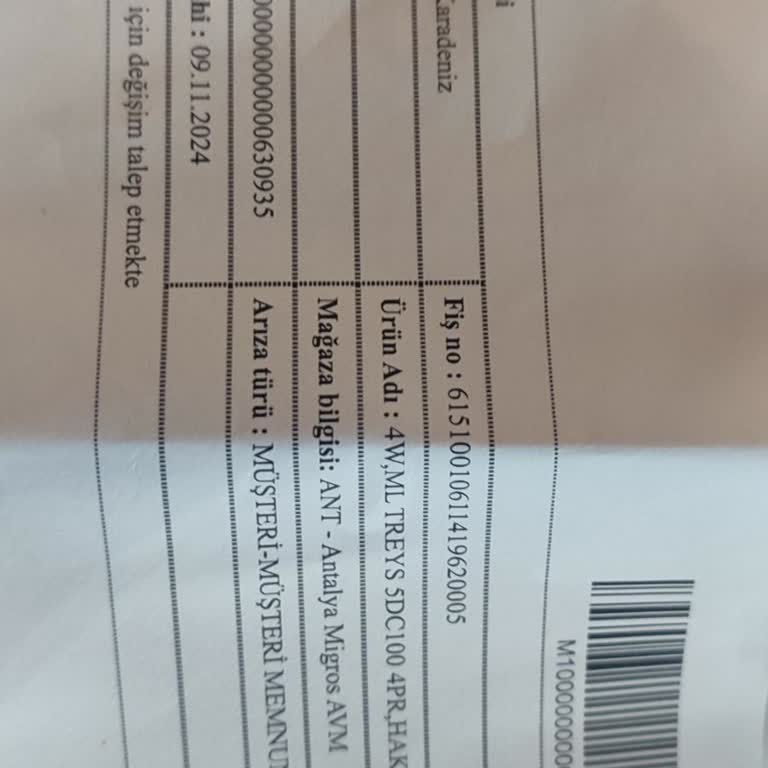 M1000000000
Karadeniz
Fiş no : 61510010611419620005
Ürün Adı : 4W,ML TREYS 5DC100 4PR,HAK
Mağaza bilgisi: ANT - Antalya Migros AVM
0000000000630935
Arıza türü : MÜŞTERİ-MÜŞTERİ MEMNU
hi : 09.11.2024
için değişim talep etmekte